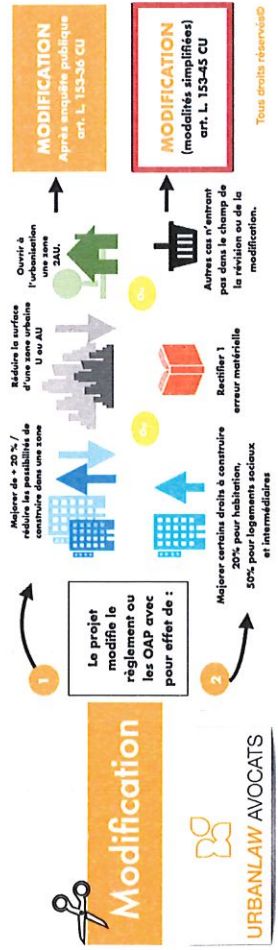 Modification
URBANLAW AVOCATS
Le projet
modifie le
règlement ou
les OAP avec
pour effet de :
1
Majorer de + 20 % /
réduire les possibilités de
construire dans une zone
Ou
Réduire la surface
d'une zone urbaine
U ou AU
Ouvrir à
l'urbanisation
une zone
2AU.
MODIFICATION
Après enquête publique
art. L. 153-36 CU
2
Majorer certains droits à construire
20% pour habitation,
50% pour logements sociaux
et intermédiaires
Rectifier 1
erreur matérielle
Ou
Autres cas n'entrant
pas dans le champ de
la révision ou de la
modification.
MODIFICATION
(modalités simplifiées)
art. L. 153-45 CU
Tous droits réservés©